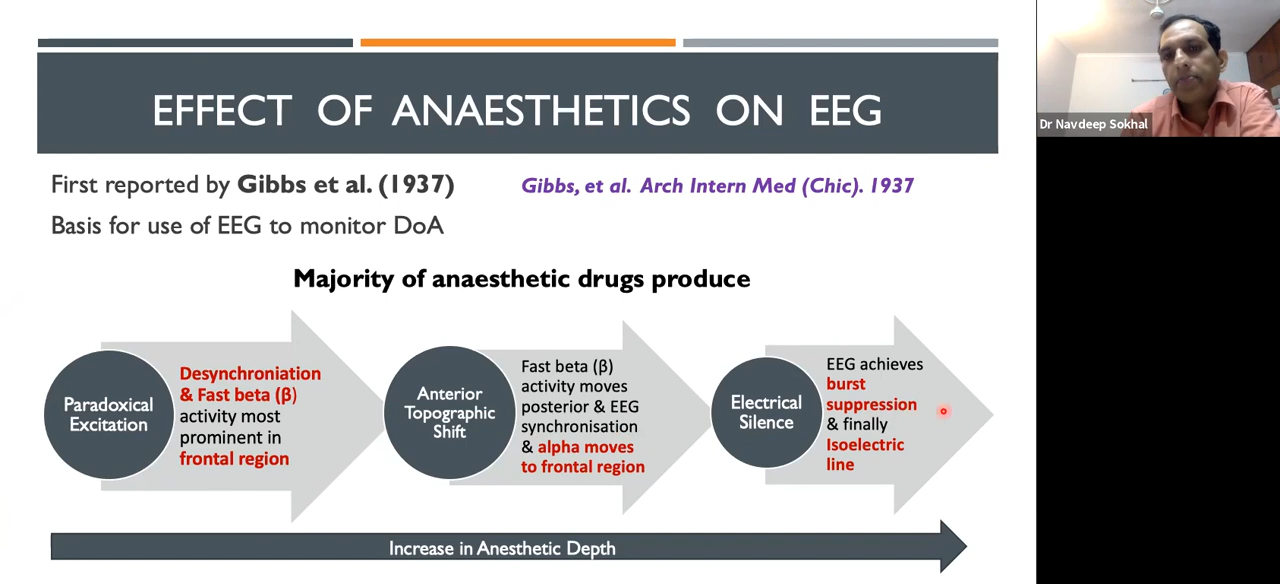 EFFECT OF ANAESTHETICS ON EEG
Dr Navdeep Sokhal
First reported by Gibbs et al. (1937)
Gibbs, et al. Arch Intern Med (Chic). 1937
Basis for use of EEG to monitor DoA
Majority of anaesthetic drugs produce
Paradoxical
Excitation
Desynchroniation
& Fast beta (β)
activity most
prominent in
frontal region
Anterior
Topographic
Shift
Fast beta (β)
activity moves
posterior & EEG
synchronisation
& alpha moves
to frontal region
Electrical
Silence
EEG achieves
burst
suppression
& finally
Isoelectric
line
Increase in Anesthetic Depth